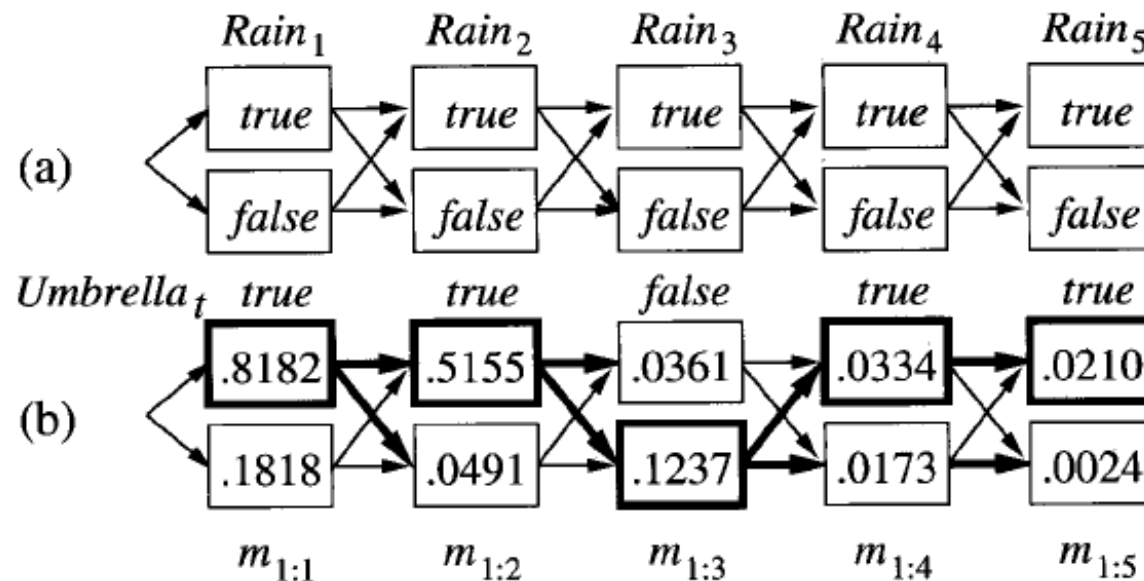 Rain₁ Rain₂ Rain₃ Rain₄ Rain₅
true true true true true
(a)
false false false false false
Umbrellaₜ true true false true true
.8182 .5155 .0361 .0334 .0210
(b)
.1818 .0491 .1237 .0173 .0024
m₁:₁ m₁:₂ m₁:₃ m₁:₄ m₁:₅